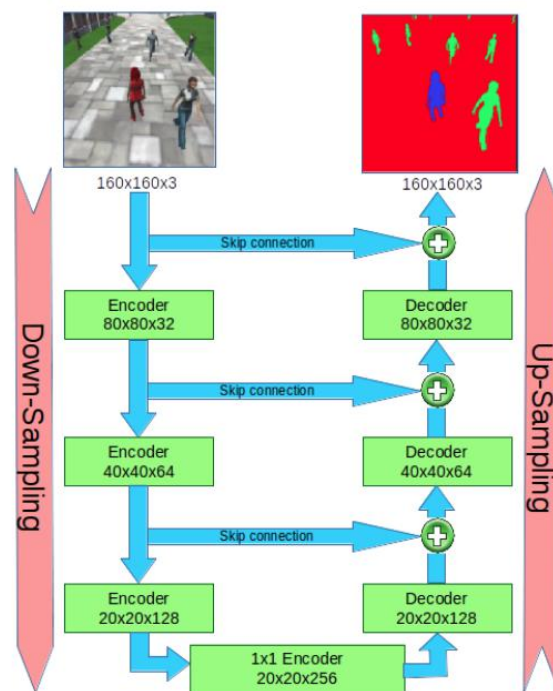 160x160x3
160x160x3
Skip connection
Encoder
80x80x32
Decoder
80x80x32
Skip connection
Encoder
40x40x64
Decoder
40x40x64
Skip connection
Encoder
20x20x128
Decoder
20x20x128
1x1 Encoder
20x20x256
Down-Sampling
Up-Sampling